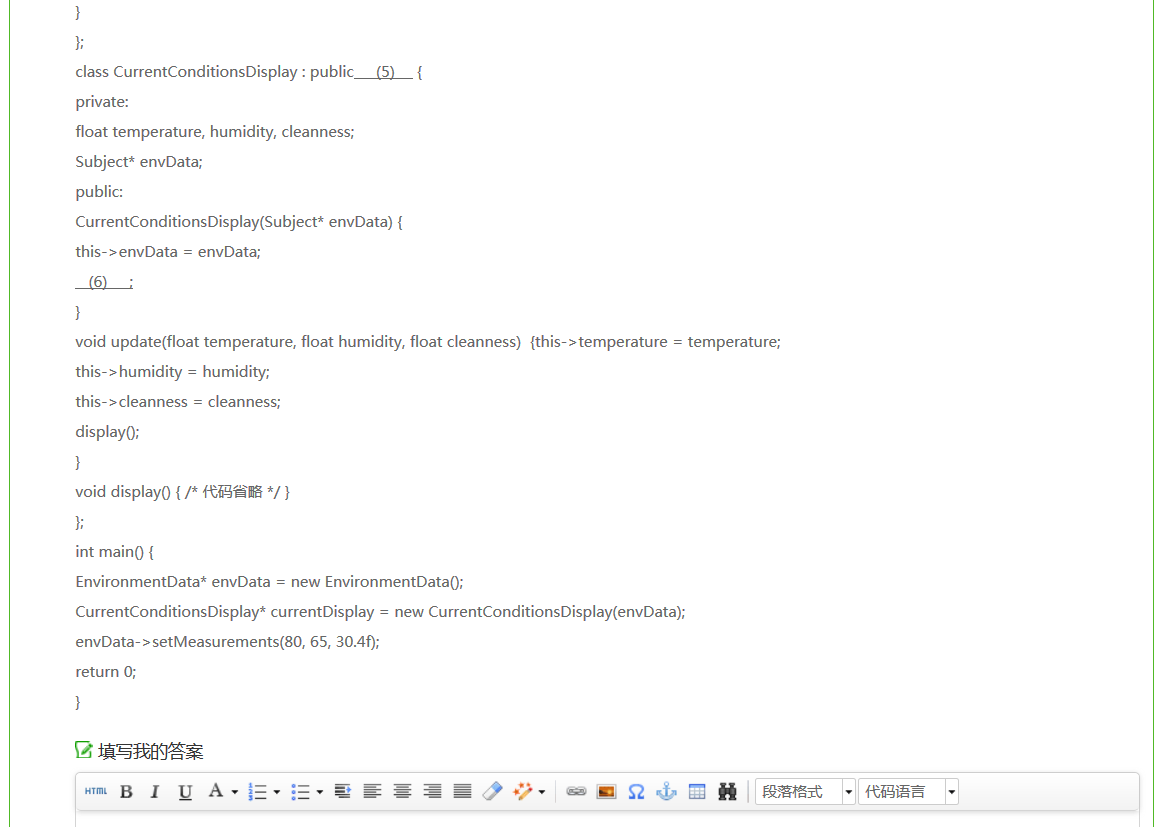 }
};
class CurrentConditionsDisplay : public___(5)__ {
private:
float temperature, humidity, cleanness;
Subject* envData;
public:
CurrentConditionsDisplay(Subject* envData) {
this->envData = envData;
__(6)___;
}
void update(float temperature, float humidity, float cleanness)  {this->temperature = temperature;
this->humidity = humidity;
this->cleanness = cleanness;
display();
}
void display() { /* 代码省略 */ }
};
int main() {
EnvironmentData* envData = new EnvironmentData();
CurrentConditionsDisplay* currentDisplay = new CurrentConditionsDisplay(envData);
envData->setMeasurements(80, 65, 30.4f);
return 0;
}
填写我的答案
HTML B I U A Ω 段落格式 代码语言